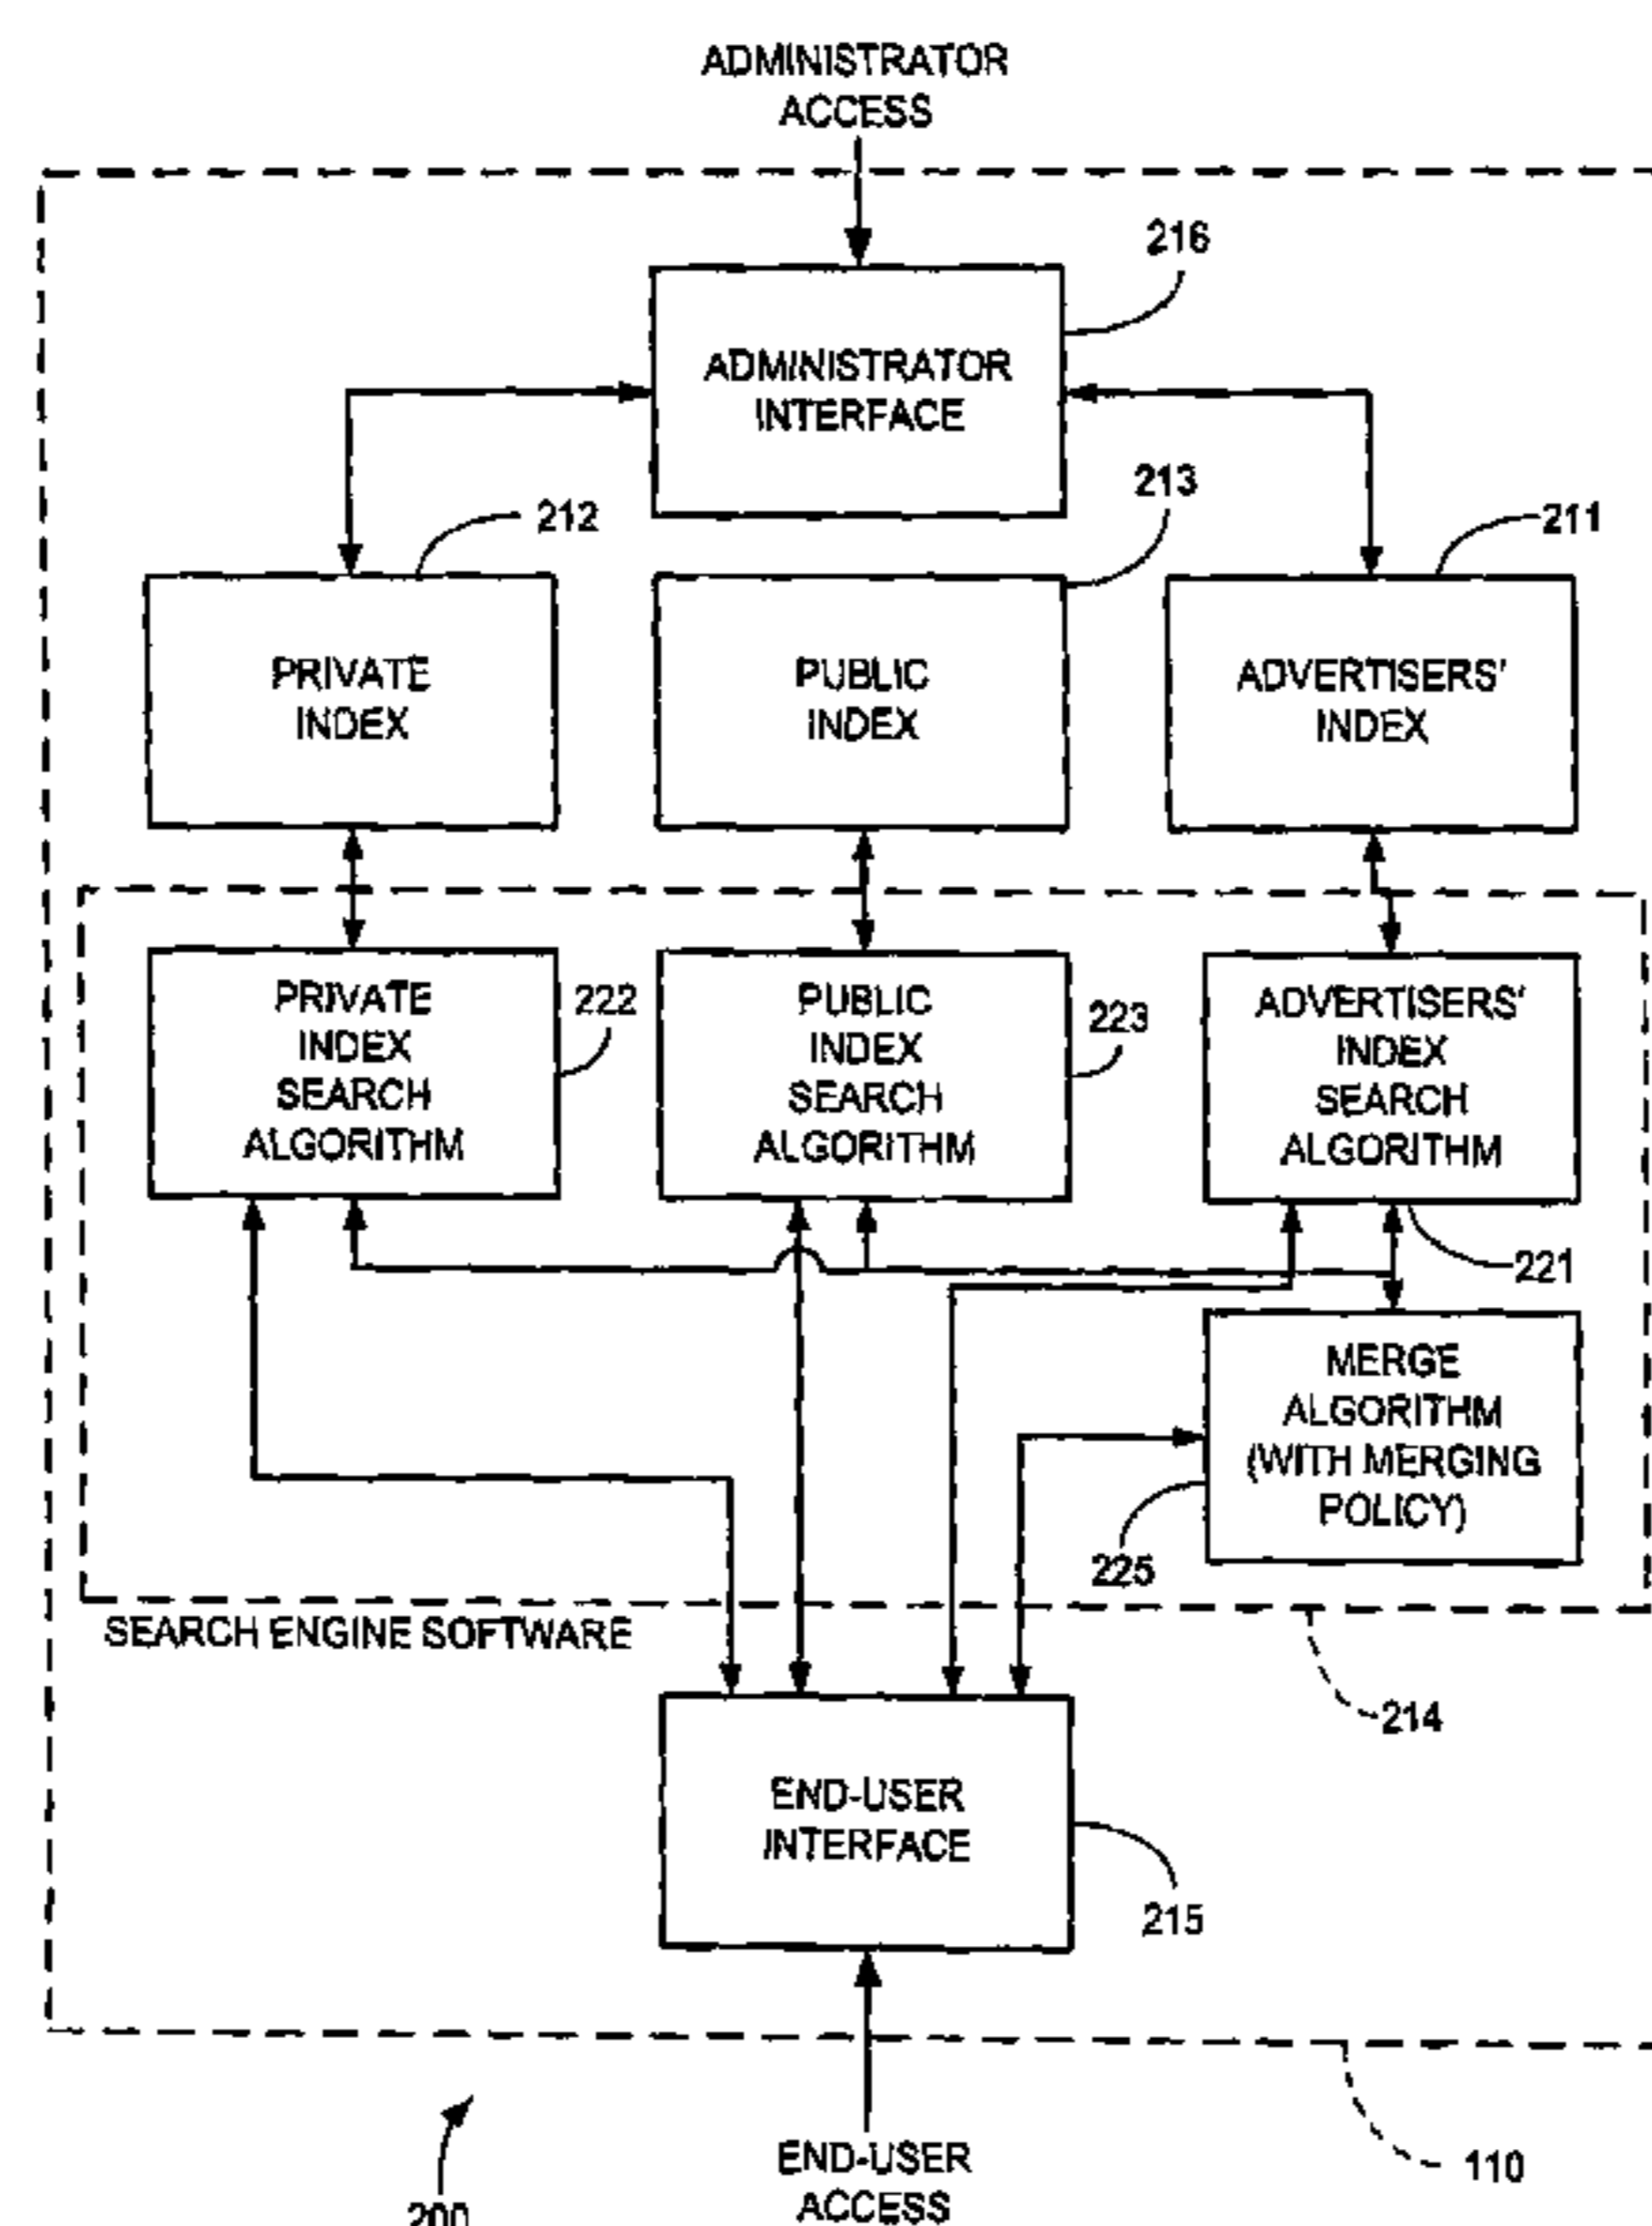 ADMINISTRATOR
ACCESS
216
ADMINISTRATOR
INTERFACE
213
212
211
PRIVATE
INDEX
PUBLIC
INDEX
ADVERTISERS'
INDEX
PRIVATE
INDEX
SEARCH
ALGORITHM
222
PUBLIC
INDEX
SEARCH
ALGORITHM
223
ADVERTISERS'
INDEX
SEARCH
ALGORITHM
221
MERGE
ALGORITHM
(WITH MERGING
POLICY)
225
SEARCH ENGINE SOFTWARE
214
END-USER
INTERFACE
215
END-USER
ACCESS
110
200